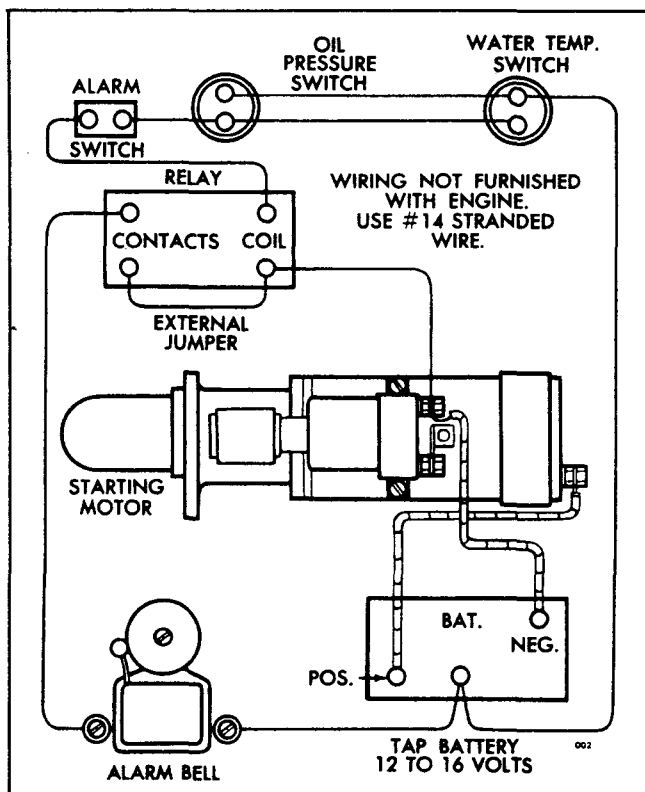 OIL
PRESSURE
SWITCH
WATER TEMP.
SWITCH
ALARM
SWITCH
RELAY
WIRING NOT FURNISHED
WITH ENGINE.
USE #14 STRANDED
WIRE.
CONTACTS
COIL
EXTERNAL
JUMPER
STARTING
MOTOR
BAT.
NEG.
POS.
TAP BATTERY
12 TO 16 VOLTS
002
ALARM BELL